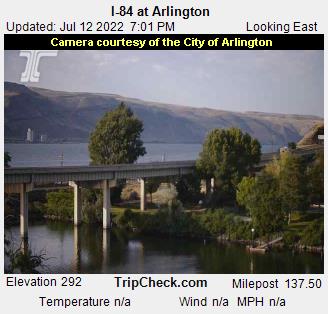 I-84 at Arlington
Updated: Jul 12 2022 7:01 PM Looking East
Camera courtesy of the City of Arlington
Elevation 292 TripCheck.com Milepost 137.50
Temperature n/a Wind n/a MPH n/a